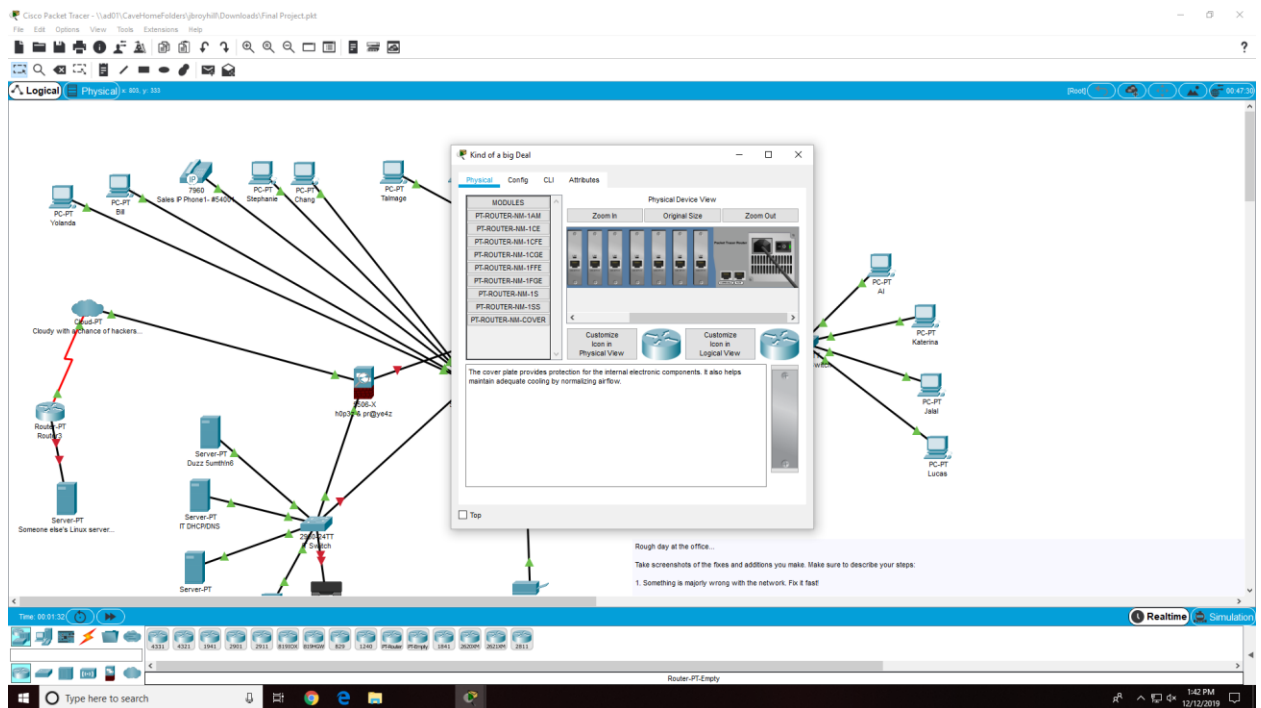 Cisco Packet Tracer - C:\\ad01\CaveHomeFolders\jbroyhill\Downloads\Final Project.pkt
File Edit Options View Tools Extensions Help
?
Logical Physical x: 803, y: 333 [Root] 00:47:30
Kind of a big Deal
Physical Config CLI Attributes
MODULES
PT-ROUTER-NM-1AM
PT-ROUTER-NM-1CE
PT-ROUTER-NM-1CFE
PT-ROUTER-NM-1CGE
PT-ROUTER-NM-1FFE
PT-ROUTER-NM-1FGE
PT-ROUTER-NM-1S
PT-ROUTER-NM-1SS
PT-ROUTER-NM-COVER
Physical Device View
Zoom In Original Size Zoom Out
Customize
Icon in
Physical View
Customize
Icon in
Logical View
The cover plate provides protection for the internal electronic components. It also helps
maintain adequate cooling by normalizing airflow.
Top
PC-PT
Yolanda
PC-PT
Bill
IP
7960
Sales IP Phone1- #54001
PC-PT
Stephanie
PC-PT
Chang
PC-PT
Talmage
Cloud-PT
Cloudy with a chance of hackers...
5506-X
h0p3s & pr@ye4z
Router-PT
Router3
Server-PT
Someone else's Linux server...
Server-PT
Duzz 5umthin6
Server-PT
IT DHCP/DNS
Server-PT
2960-24TT
Switch
PC-PT
Al
PC-PT
Katerina
PC-PT
Jalal
PC-PT
Lucas
Rough day at the office...
Take screenshots of the fixes and additions you make. Make sure to describe your steps:
1. Something is majorly wrong with the network. Fix it fast!
Time: 00:01:32
Realtime Simulation
4331 4321 1941 2901 2911 819HGW 829 1240 PT-Router PT-Empty 1841 2620XM 2621XM 2811
Router-PT-Empty
Type here to search
1:42 PM
12/12/2019